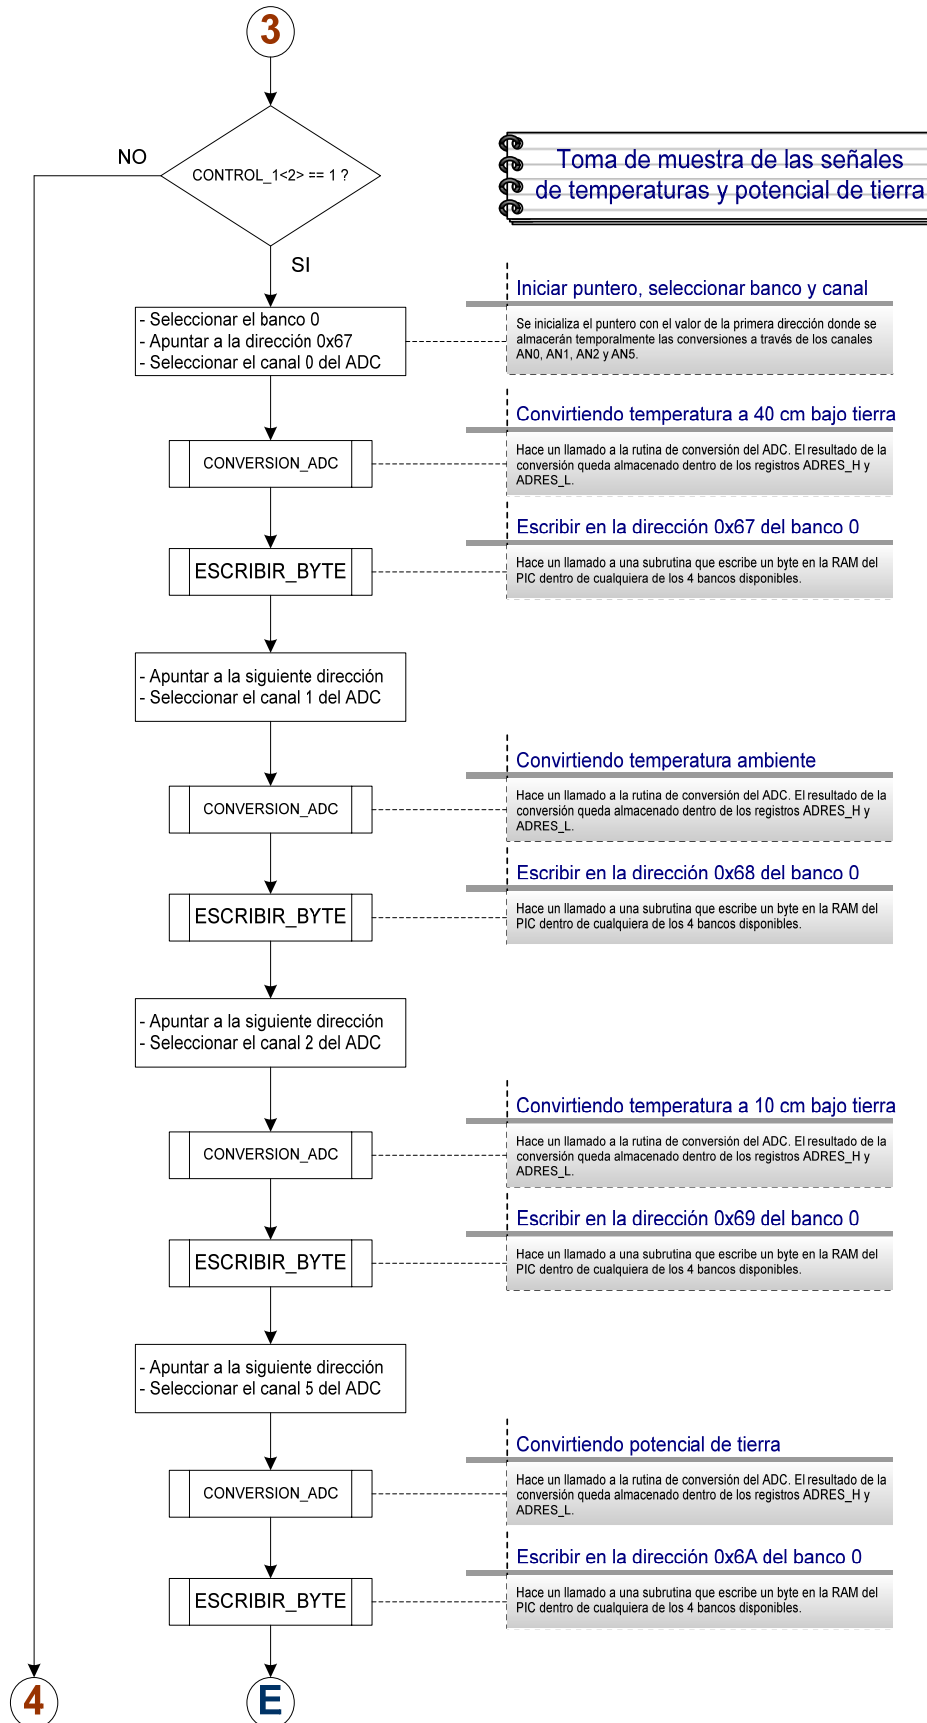 3
NO
CONTROL_1<2> == 1 ?
Toma de muestra de las señales
de temperaturas y potencial de tierra
SI
- Seleccionar el banco 0
- Apuntar a la dirección 0x67
- Seleccionar el canal 0 del ADC
Iniciar puntero, seleccionar banco y canal
Se inicializa el puntero con el valor de la primera dirección donde se
almacerán temporalmente las conversiones a través de los canales
AN0, AN1, AN2 y AN5.
CONVERSION_ADC
Convirtiendo temperatura a 40 cm bajo tierra
Hace un llamado a la rutina de conversión del ADC. El resultado de la
conversión queda almacenado dentro de los registros ADRES_H y
ADRES_L.
ESCRIBIR_BYTE
Escribir en la dirección 0x67 del banco 0
Hace un llamado a una subrutina que escribe un byte en la RAM del
PIC dentro de cualquiera de los 4 bancos disponibles.
- Apuntar a la siguiente dirección
- Seleccionar el canal 1 del ADC
CONVERSION_ADC
Convirtiendo temperatura ambiente
Hace un llamado a la rutina de conversión del ADC. El resultado de la
conversión queda almacenado dentro de los registros ADRES_H y
ADRES_L.
ESCRIBIR_BYTE
Escribir en la dirección 0x68 del banco 0
Hace un llamado a una subrutina que escribe un byte en la RAM del
PIC dentro de cualquiera de los 4 bancos disponibles.
- Apuntar a la siguiente dirección
- Seleccionar el canal 2 del ADC
CONVERSION_ADC
Convirtiendo temperatura a 10 cm bajo tierra
Hace un llamado a la rutina de conversión del ADC. El resultado de la
conversión queda almacenado dentro de los registros ADRES_H y
ADRES_L.
ESCRIBIR_BYTE
Escribir en la dirección 0x69 del banco 0
Hace un llamado a una subrutina que escribe un byte en la RAM del
PIC dentro de cualquiera de los 4 bancos disponibles.
- Apuntar a la siguiente dirección
- Seleccionar el canal 5 del ADC
CONVERSION_ADC
Convirtiendo potencial de tierra
Hace un llamado a la rutina de conversión del ADC. El resultado de la
conversión queda almacenado dentro de los registros ADRES_H y
ADRES_L.
ESCRIBIR_BYTE
Escribir en la dirección 0x6A del banco 0
Hace un llamado a una subrutina que escribe un byte en la RAM del
PIC dentro de cualquiera de los 4 bancos disponibles.
4
E